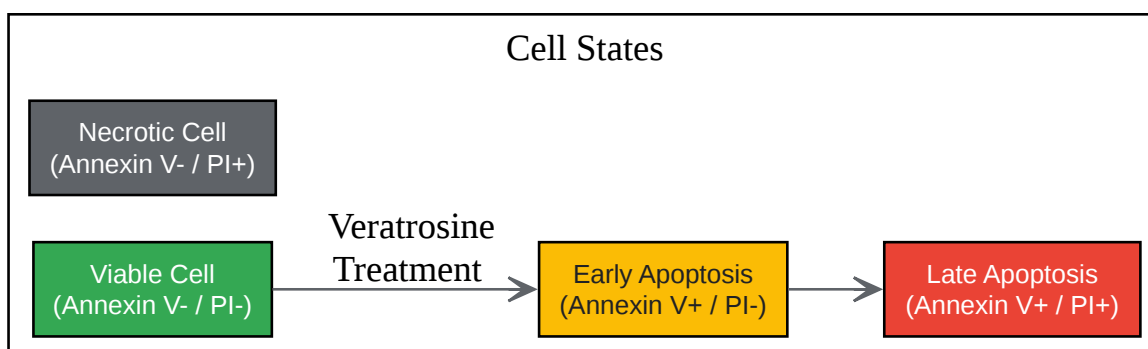 Cell States
Necrotic Cell
(Annexin V- / PI+)
Viable Cell
(Annexin V- / PI-)
Veratrosine
Treatment
Early Apoptosis
(Annexin V+ / PI-)
Late Apoptosis
(Annexin V+ / PI+)